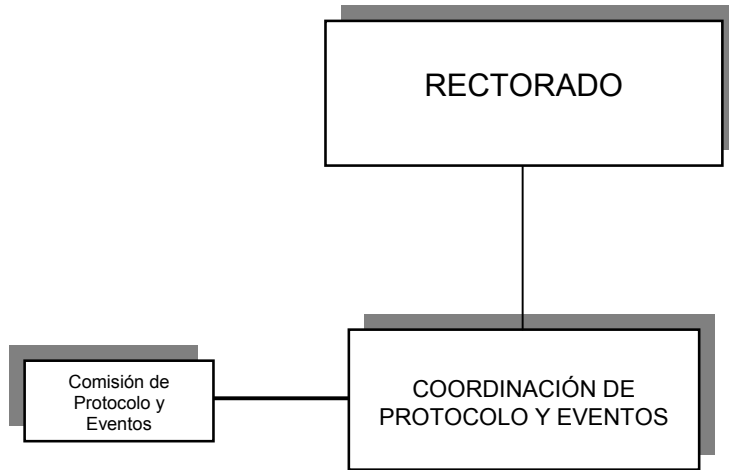 RECTORADO
Comisión de
Protocolo y
Eventos
COORDINACIÓN DE
PROTOCOLO Y EVENTOS